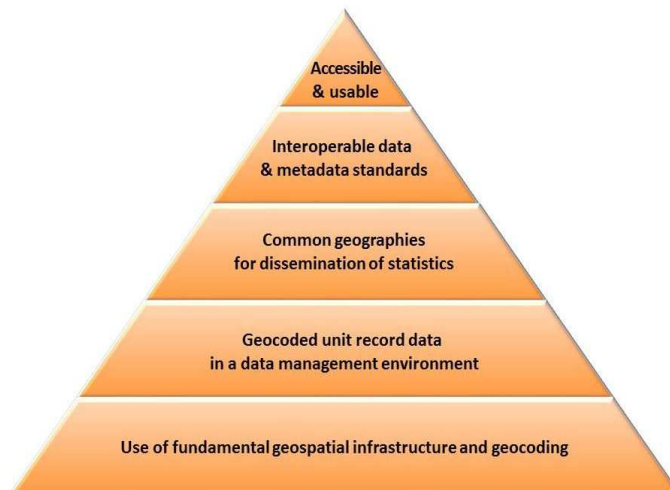 Accessible
& usable
Interoperable data
& metadata standards
Common geographies
for dissemination of statistics
Geocoded unit record data
in a data management environment
Use of fundamental geospatial infrastructure and geocoding